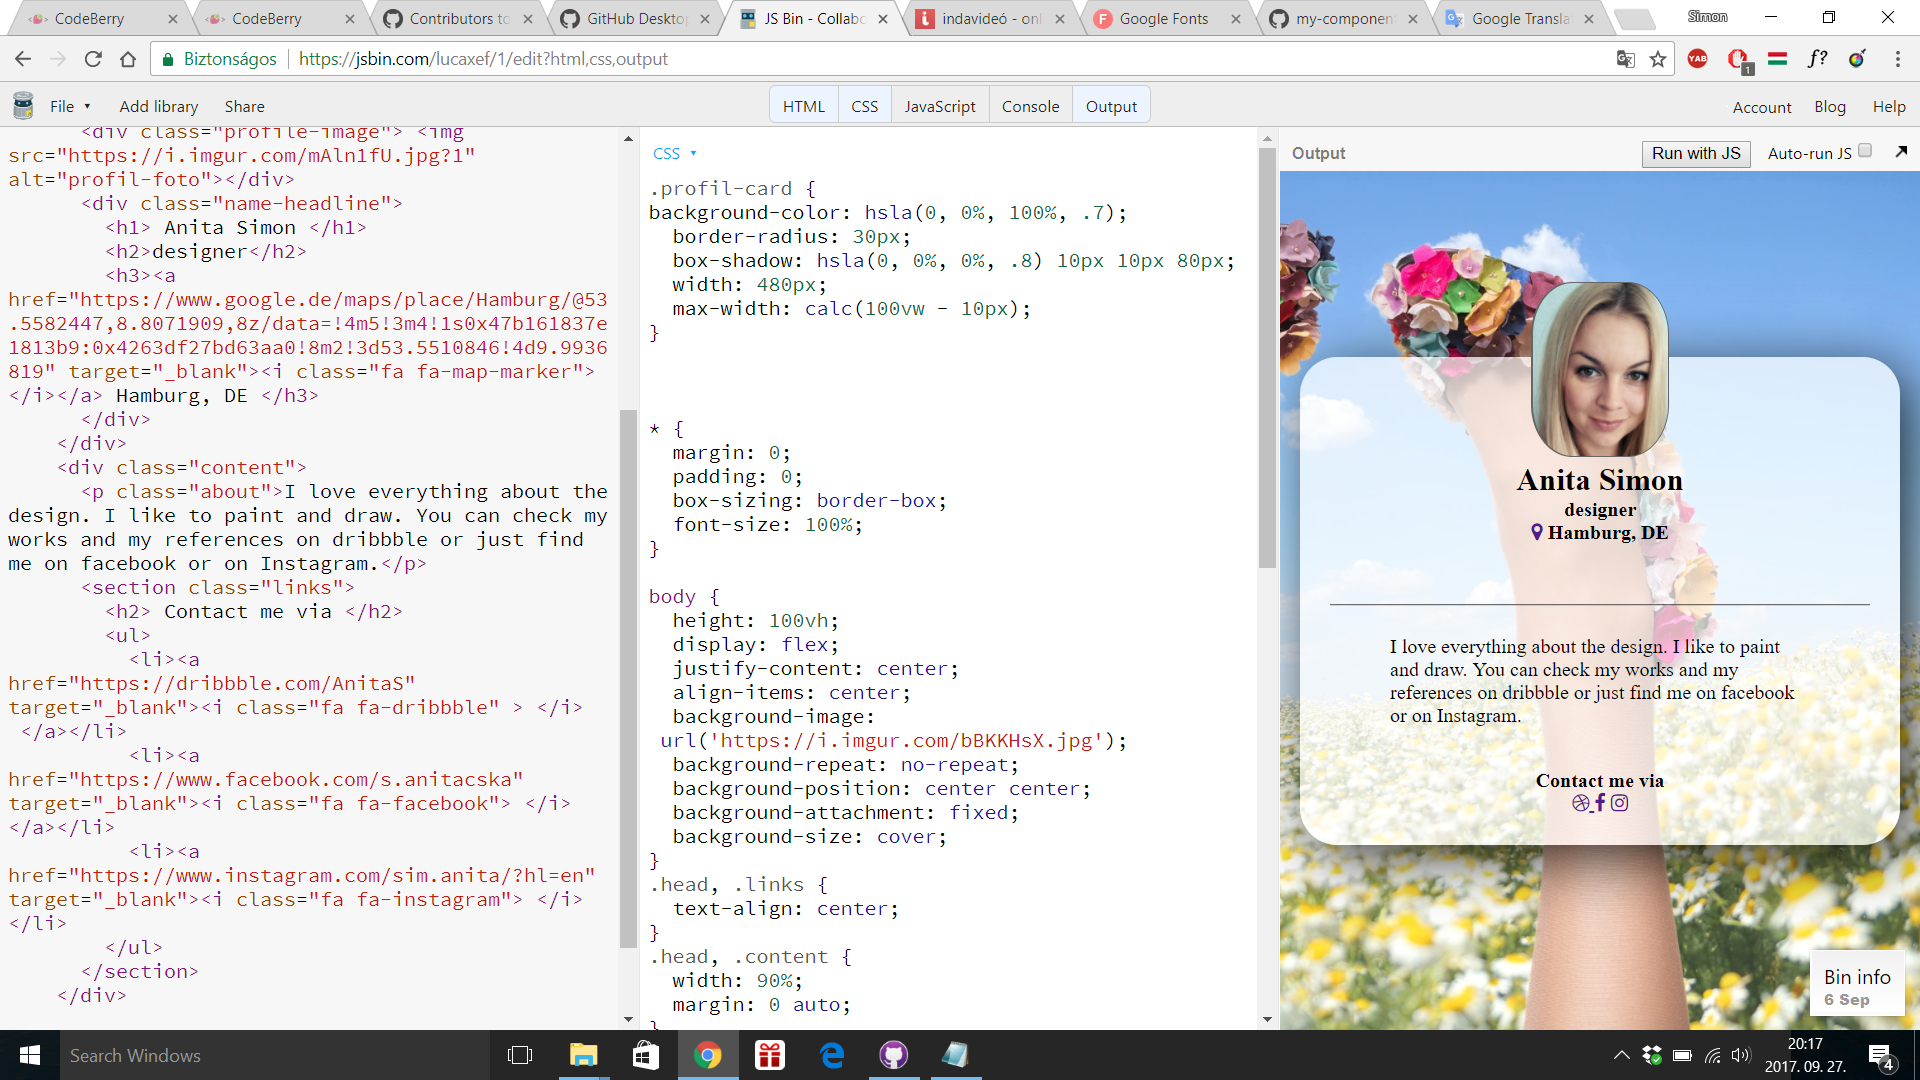 CodeBerry
CodeBerry
Contributors to
GitHub Desktop
JS Bin - Collabo
indavideó - onl
Google Fonts
my-component
Google Transla
Simon
Biztonságos
https://jsbin.com/lucaxef/1/edit?html,css,output
YAB
1
f?
File
Add library
Share
HTML
CSS
JavaScript
Console
Output
Account
Blog
Help
<div class="profile-image"> <img
src="https://i.imgur.com/mAln1fU.jpg?1"
alt="profil-foto"></div>
<div class="name-headline">
<h1> Anita Simon </h1>
<h2>designer</h2>
<h3><a
href="https://www.google.de/maps/place/Hamburg/@53
.5582447,8.8071909,8z/data=!4m5!3m4!1s0x47b161837e
1813b9:0x4263df27bd63aa0!8m2!3d53.5510846!4d9.9936
819" target="_blank"><i class="fa fa-map-marker">
</i></a> Hamburg, DE </h3>
</div>
</div>
<div class="content">
<p class="about">I love everything about the
design. I like to paint and draw. You can check my
works and my references on dribbble or just find
me on facebook or on Instagram.</p>
<section class="links">
<h2> Contact me via </h2>
<ul>
<li><a
href="https://dribbble.com/AnitaS"
target="_blank"><i class="fa fa-dribbble" > </i>
</a></li>
<li><a
href="https://www.facebook.com/s.anitacska"
target="_blank"><i class="fa fa-facebook"> </i>
</a></li>
<li><a
href="https://www.instagram.com/sim.anita/?hl=en"
target="_blank"><i class="fa fa-instagram"> </i>
</li>
</ul>
</section>
</div>
CSS
.profil-card {
background-color: hsla(0, 0%, 100%, .7);
border-radius: 30px;
box-shadow: hsla(0, 0%, 0%, .8) 10px 10px 80px;
width: 480px;
max-width: calc(100vw - 10px);
}
* {
margin: 0;
padding: 0;
box-sizing: border-box;
font-size: 100%;
}
body {
height: 100vh;
display: flex;
justify-content: center;
align-items: center;
background-image:
url('https://i.imgur.com/bBKKHsX.jpg');
background-repeat: no-repeat;
background-position: center center;
background-attachment: fixed;
background-size: cover;
}
.head, .links {
text-align: center;
}
.head, .content {
width: 90%;
margin: 0 auto;
}
Output
Run with JS
Auto-run JS
Anita Simon
designer
Hamburg, DE
I love everything about the design. I like to paint
and draw. You can check my works and my
references on dribbble or just find me on facebook
or on Instagram.
Contact me via
Bin info
6 Sep
Search Windows
20:17
2017. 09. 27.
4